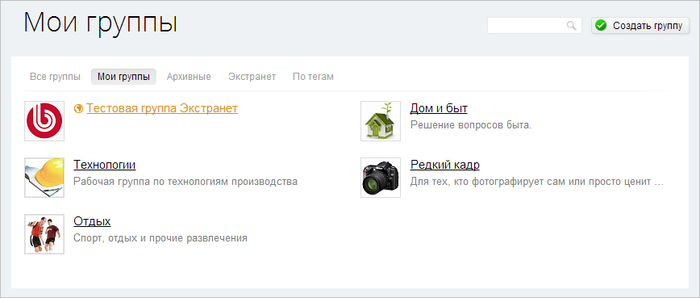 Мои группы
Создать группу
Все группы Мои группы Архивные Экстранет По тегам
Тестовая группа Экстранет
Дом и быт
Решение вопросов быта.
Технологии
Рабочая группа по технологиям производства
Редкий кадр
Для тех, кто фотографирует сам или просто ценит ...
Отдых
Спорт, отдых и прочие развлечения